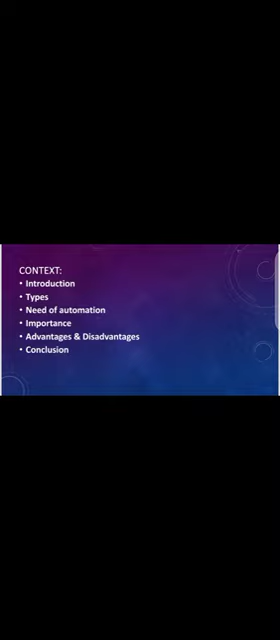 CONTEXT:
• Introduction
• Types
• Need of automation
• Importance
• Advantages & Disadvantages
• Conclusion